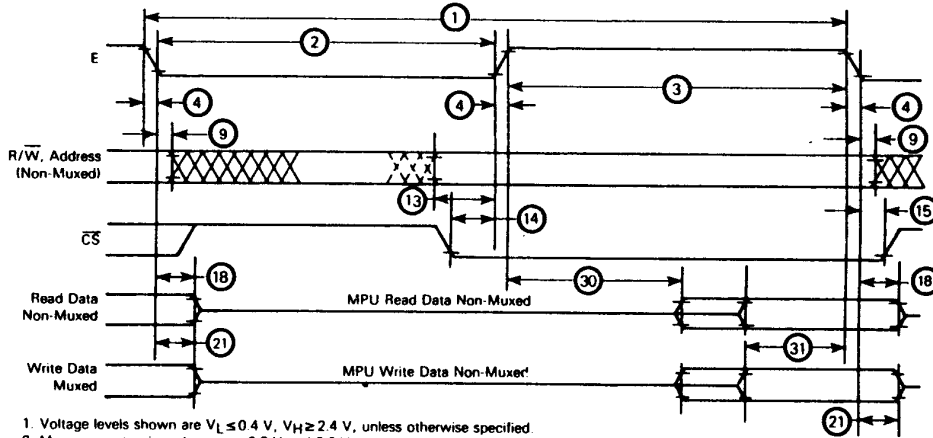 1
2
E
3
4
4
4
9
9
R/W̅, Address
(Non-Muxed)
13
14
15
C̅S̅
18
30
18
Read Data
Non-Muxed
MPU Read Data Non-Muxed
21
31
Write Data
Muxed
MPU Write Data Non-Muxed
21
1. Voltage levels shown are VL≤0.4 V, VH≥2.4 V, unless otherwise specified.